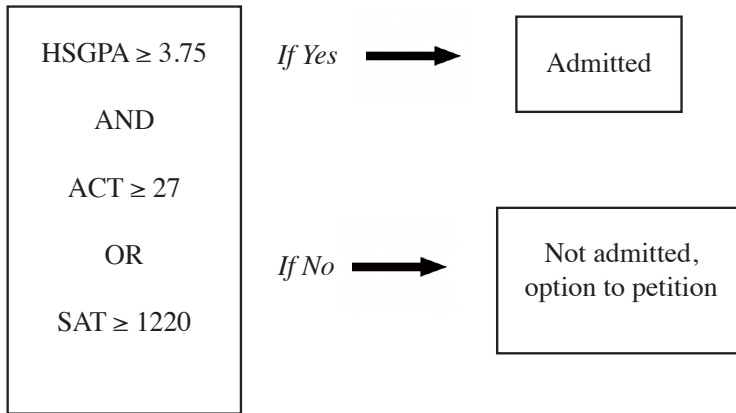 HSGPA ≥ 3.75
AND
ACT ≥ 27
OR
SAT ≥ 1220
If Yes
Admitted
If No
Not admitted,
option to petition